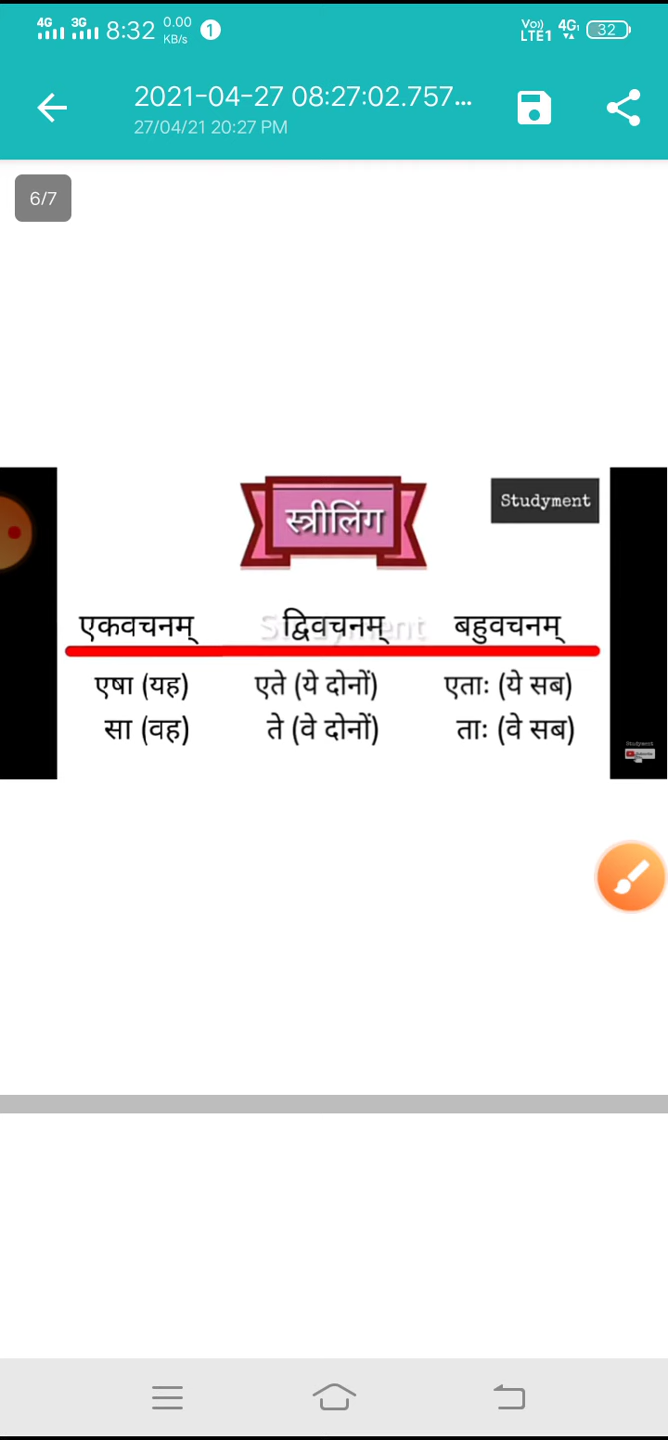 4G 3G 8:32 0.00 KB/s 1 Vo)) LTE1 4G 32
2021-04-27 08:27:02.757...
27/04/21 20:27 PM
6/7
स्त्रीलिंग
Studyment
एकवचनम् द्विवचनम् बहुवचनम्
एषा (यह) एते (ये दोनों) एताः (ये सब)
सा (वह) ते (वे दोनों) ताः (वे सब)
Studyment